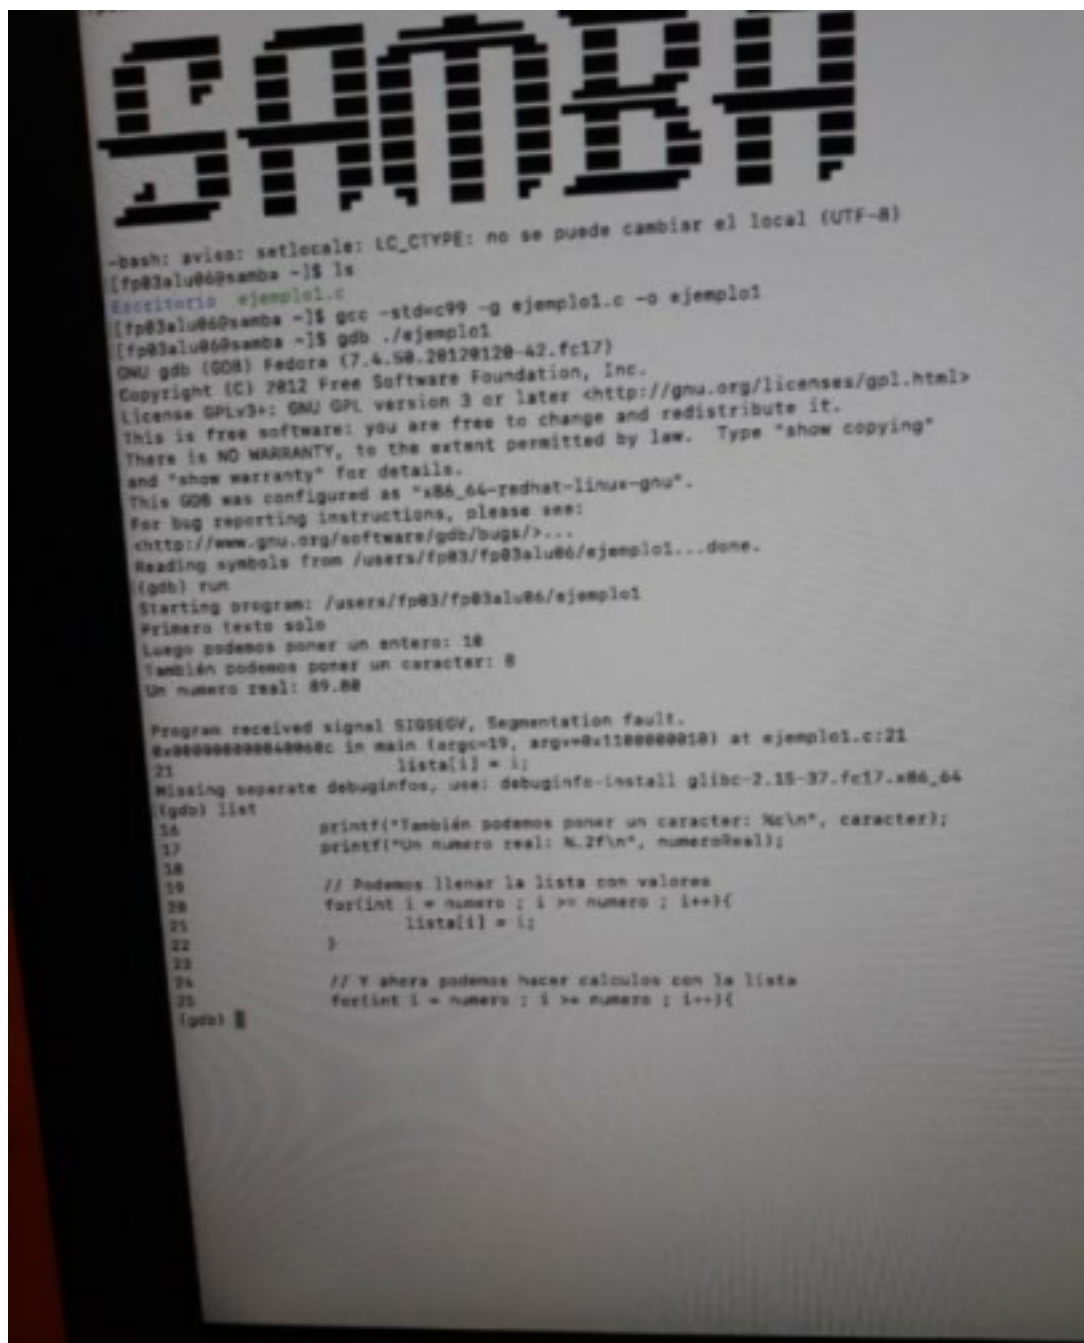 SAMBA
-bash: aviso: setlocale: LC_CTYPE: no se puede cambiar el local (UTF-8)
[fp03alu06@samba ~]$ ls
Escritorio  ejemplo1.c
[fp03alu06@samba ~]$ gcc -std=c99 -g ejemplo1.c -o ejemplo1
[fp03alu06@samba ~]$ gdb ./ejemplo1
GNU gdb (GDB) Fedora (7.4.50.20120120-42.fc17)
Copyright (C) 2012 Free Software Foundation, Inc.
License GPLv3+: GNU GPL version 3 or later <http://gnu.org/licenses/gpl.html>
This is free software: you are free to change and redistribute it.
There is NO WARRANTY, to the extent permitted by law.  Type "show copying"
and "show warranty" for details.
This GDB was configured as "x86_64-redhat-linux-gnu".
For bug reporting instructions, please see:
<http://www.gnu.org/software/gdb/bugs/>...
Reading symbols from /users/fp03/fp03alu06/ejemplo1...done.
(gdb) run
Starting program: /users/fp03/fp03alu06/ejemplo1
Primero texto solo
Luego podemos poner un entero: 10
También podemos poner un caracter: B
Un numero real: 89.00
Program received signal SIGSEGV, Segmentation fault.
0x000000000040060c in main (argc=19, argv=0x1100000010) at ejemplo1.c:21
21 lista[i] = i;
Missing separate debuginfos, use: debuginfo-install glibc-2.15-37.fc17.x86_64
(gdb) list
16 printf("También podemos poner un caracter: %c\n", caracter);
17 printf("Un numero real: %.2f\n", numeroReal);
18
19 // Podemos llenar la lista con valores
20 for(int i = numero ; i >= numero ; i++){
21 lista[i] = i;
22 }
23
24 // Y ahora podemos hacer calculos con la lista
25 for(int i = numero ; i >= numero ; i++){
(gdb)